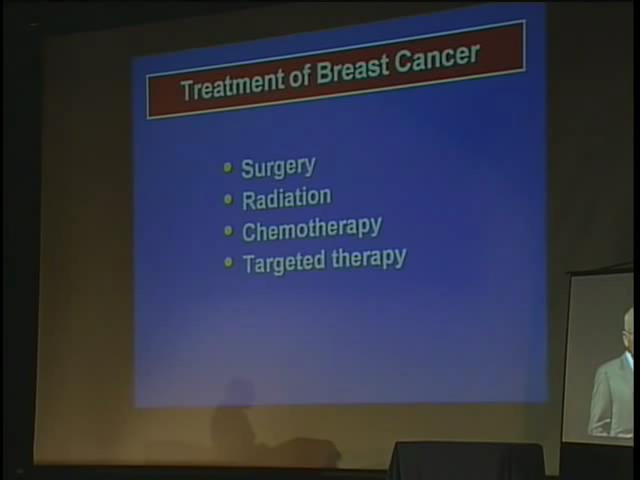 Treatment of Breast Cancer
• Surgery
• Radiation
• Chemotherapy
• Targeted therapy